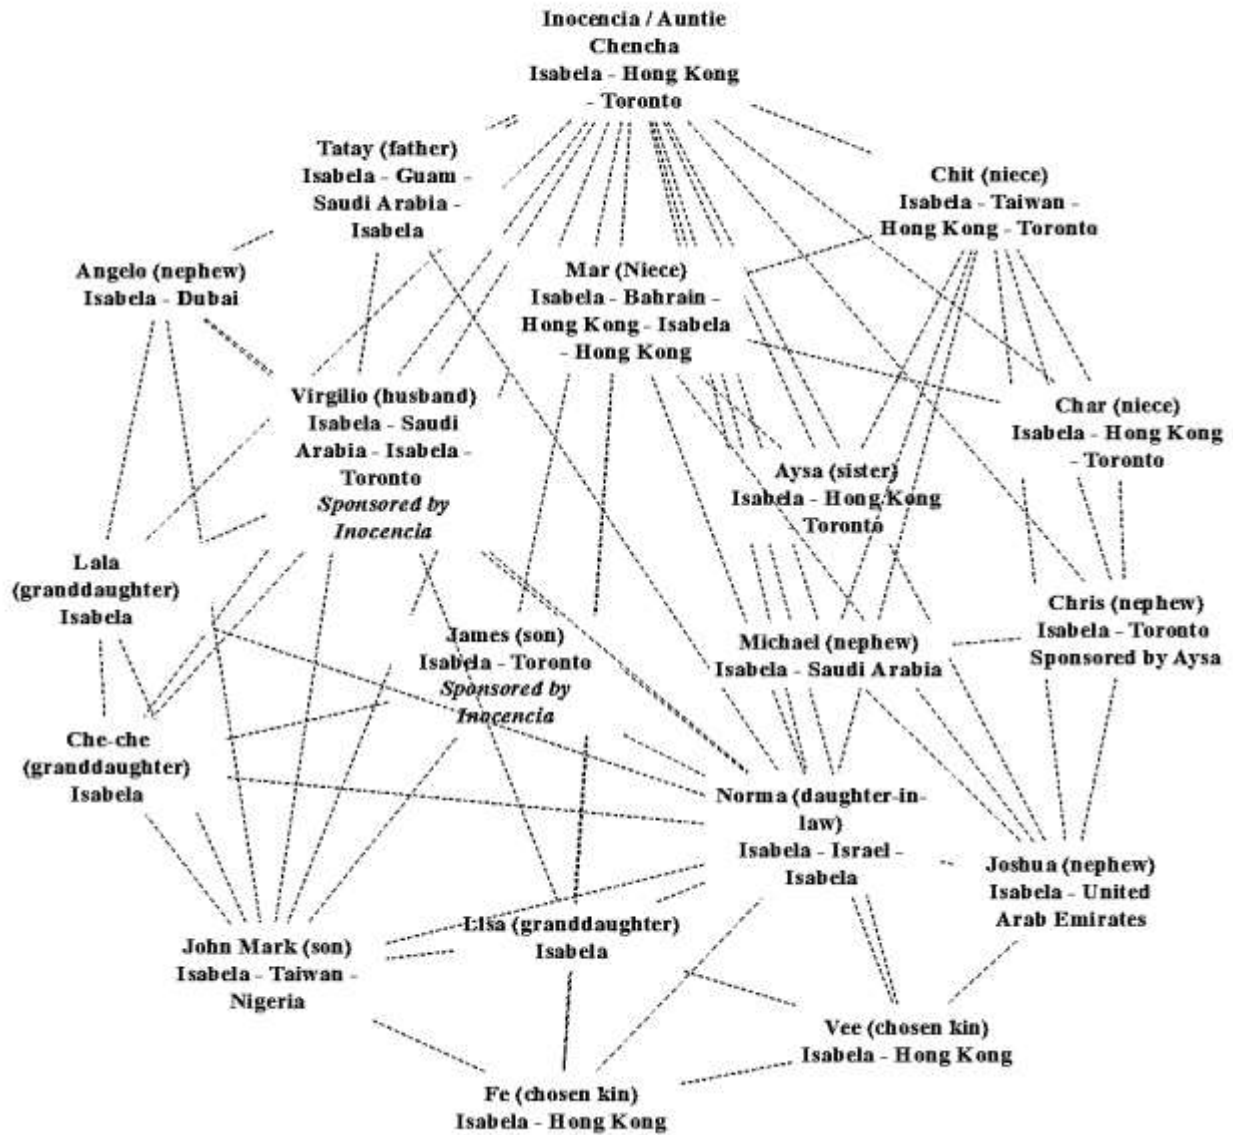 Inocencia / Auntie
Chencha
Isabela - Hong Kong
- Toronto
Tatay (father)
Isabela - Guam -
Saudi Arabia -
Isabela
Chit (niece)
Isabela - Taiwan -
Hong Kong - Toronto
Angelo (nephew)
Isabela - Dubai
Mar (Niece)
Isabela - Bahrain -
Hong Kong - Isabela
- Hong Kong
Virgilio (husband)
Isabela - Saudi
Arabia - Isabela -
Toronto
Sponsored by
Inocencia
Char (niece)
Isabela - Hong Kong
- Toronto
Aysa (sister)
Isabela - Hong Kong
Toronto
Lala
(granddaughter)
Isabela
James (son)
Isabela - Toronto
Sponsored by
Inocencia
Michael (nephew)
Isabela - Saudi Arabia
Chris (nephew)
Isabela - Toronto
Sponsored by Aysa
Che-che
(granddaughter)
Isabela
Norma (daughter-in-
law)
Isabela - Israel -
Isabela
Joshua (nephew)
Isabela - United
Arab Emirates
John Mark (son)
Isabela - Taiwan -
Nigeria
Lisa (granddaughter)
Isabela
Vee (chosen kin)
Isabela - Hong Kong
Fe (chosen kin)
Isabela - Hong Kong